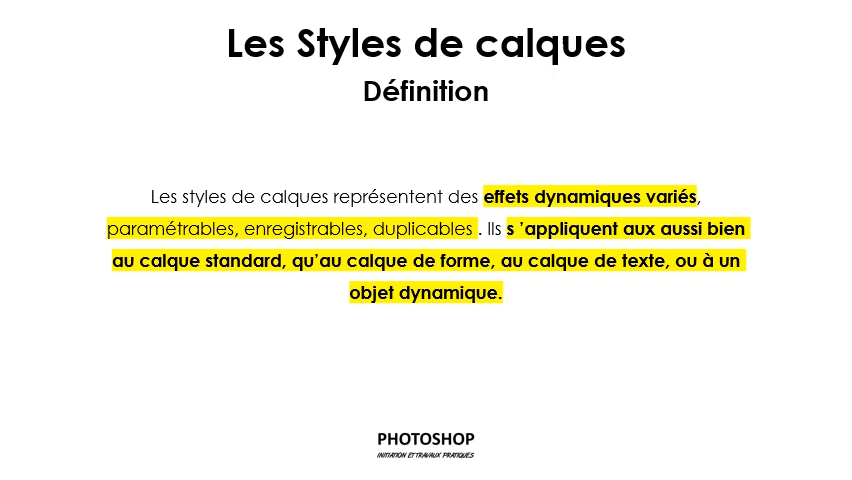 Les Styles de calques
Définition
Les styles de calques représentent des effets dynamiques variés,
paramétrables, enregistrables, duplicables . Ils s ’appliquent aux aussi bien
au calque standard, qu’au calque de forme, au calque de texte, ou à un
objet dynamique.
PHOTOSHOP
INITIATION ET TRAVAUX PRATIQUES